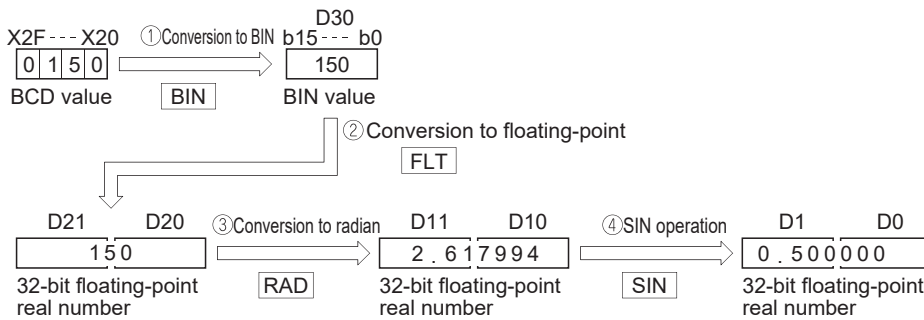 D30
X2F - - - X20 ①Conversion to BIN b15 - - - b0
0 1 5 0 150
BCD value BIN BIN value
②Conversion to floating-point
FLT
D21 D20 ③Conversion to radian D11 D10 ④SIN operation D1 D0
150 2.617994 0.500000
32-bit floating-point real number RAD 32-bit floating-point real number SIN 32-bit floating-point real number